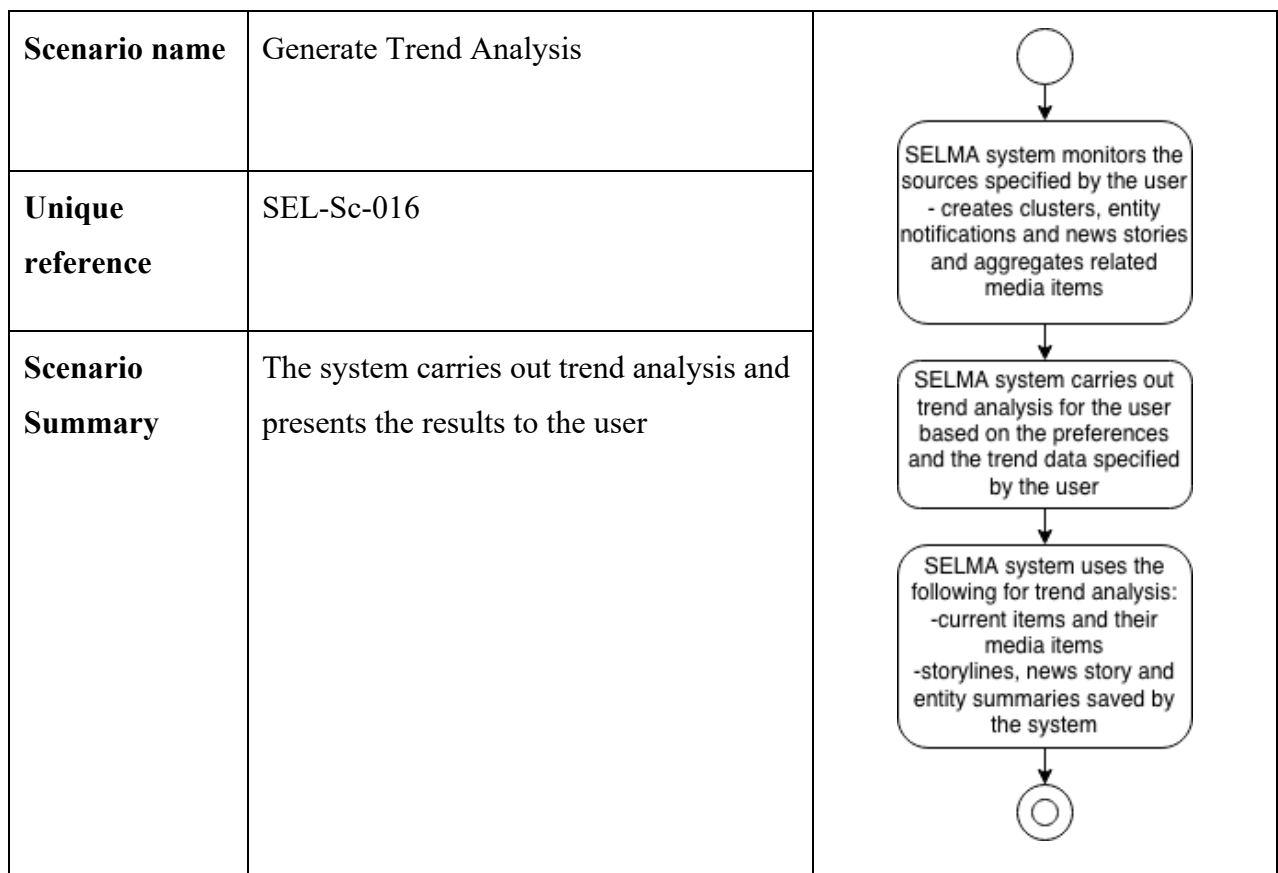 Scenario name
Generate Trend Analysis
Unique
reference
SEL-Sc-016
Scenario
Summary
The system carries out trend analysis and
presents the results to the user
SELMA system monitors the
sources specified by the user
- creates clusters, entity
notifications and news stories
and aggregates related
media items
SELMA system carries out
trend analysis for the user
based on the preferences
and the trend data specified
by the user
SELMA system uses the
following for trend analysis:
-current items and their
media items
-storylines, news story and
entity summaries saved by
the system